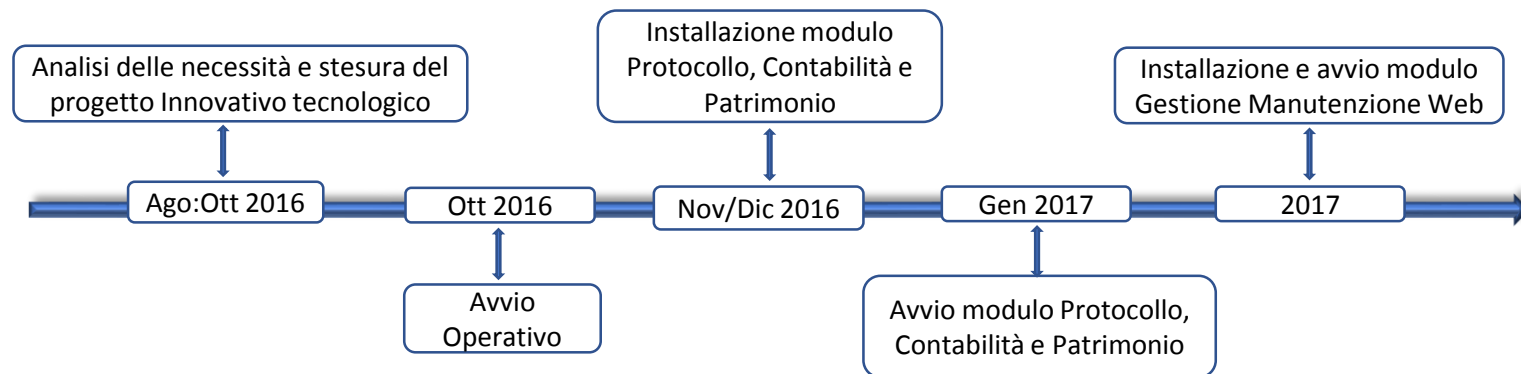 Analisi delle necessità e stesura del
progetto Innovativo tecnologico
Installazione modulo
Protocollo, Contabilità e
Patrimonio
Installazione e avvio modulo
Gestione Manutenzione Web
Ago:Ott 2016
Ott 2016
Nov/Dic 2016
Gen 2017
2017
Avvio
Operativo
Avvio modulo Protocollo,
Contabilità e Patrimonio